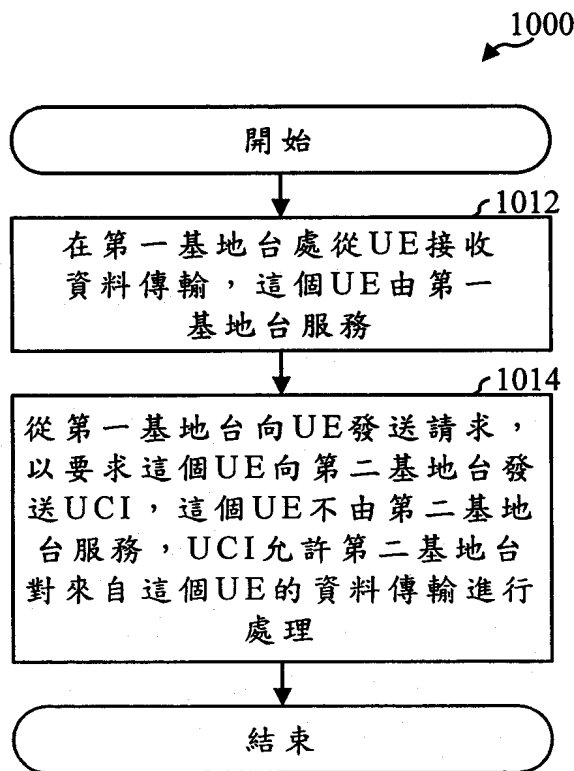 1000
開始
1012
在第一基地台處從UE接收
資料傳輸，這個UE由第一
基地台服務
1014
從第一基地台向UE發送請求，
以要求這個UE向第二基地台發
送UCI，這個UE不由第二基地
台服務，UCI允許第二基地台
對來自這個UE的資料傳輸進行
處理
結束